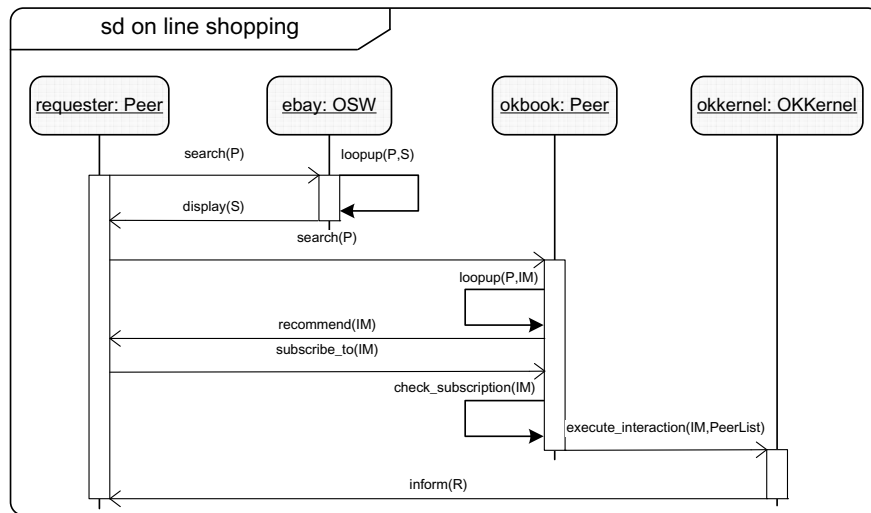 sd on line shopping
requester: Peer
ebay: OSW
okbook: Peer
okkernel: OKKernel
search(P)
loopup(P,S)
display(S)
search(P)
loopup(P,IM)
recommend(IM)
subscribe_to(IM)
check_subscription(IM)
execute_interaction(IM,PeerList)
inform(R)